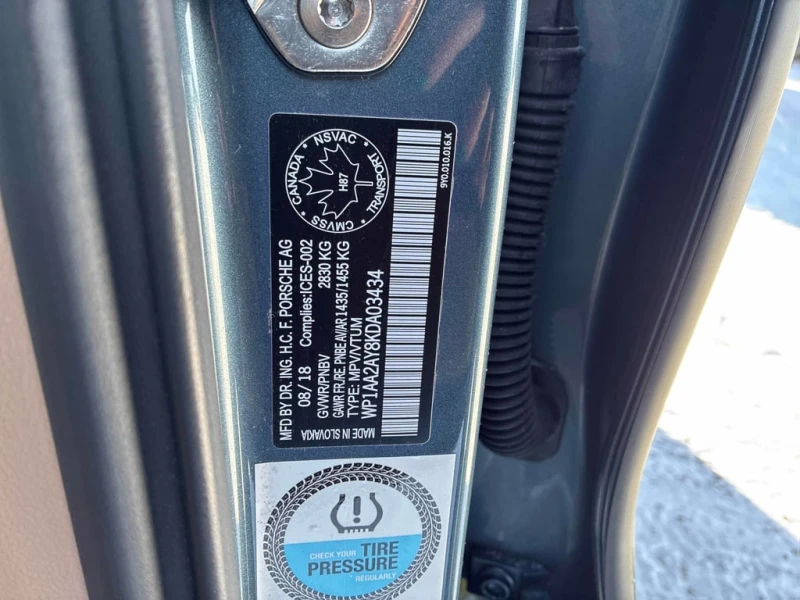 MFD BY DR. ING. H.C. F. PORSCHE AG
08/18 Complies:ICES-002
GVWR/PNBV 2830 KG
GAWR FR./RE. PNBE AV/AR 1435/1455 KG
TYPE: MPV/VTUM
WP1AA2AY8KDA03434
MADE IN SLOVAKIA
CANADA • NSVAC • TRANSPORT • CMVSS •
H87
9Y0.010.016.K
CHECK YOUR TIRE
PRESSURE
REGULARLY